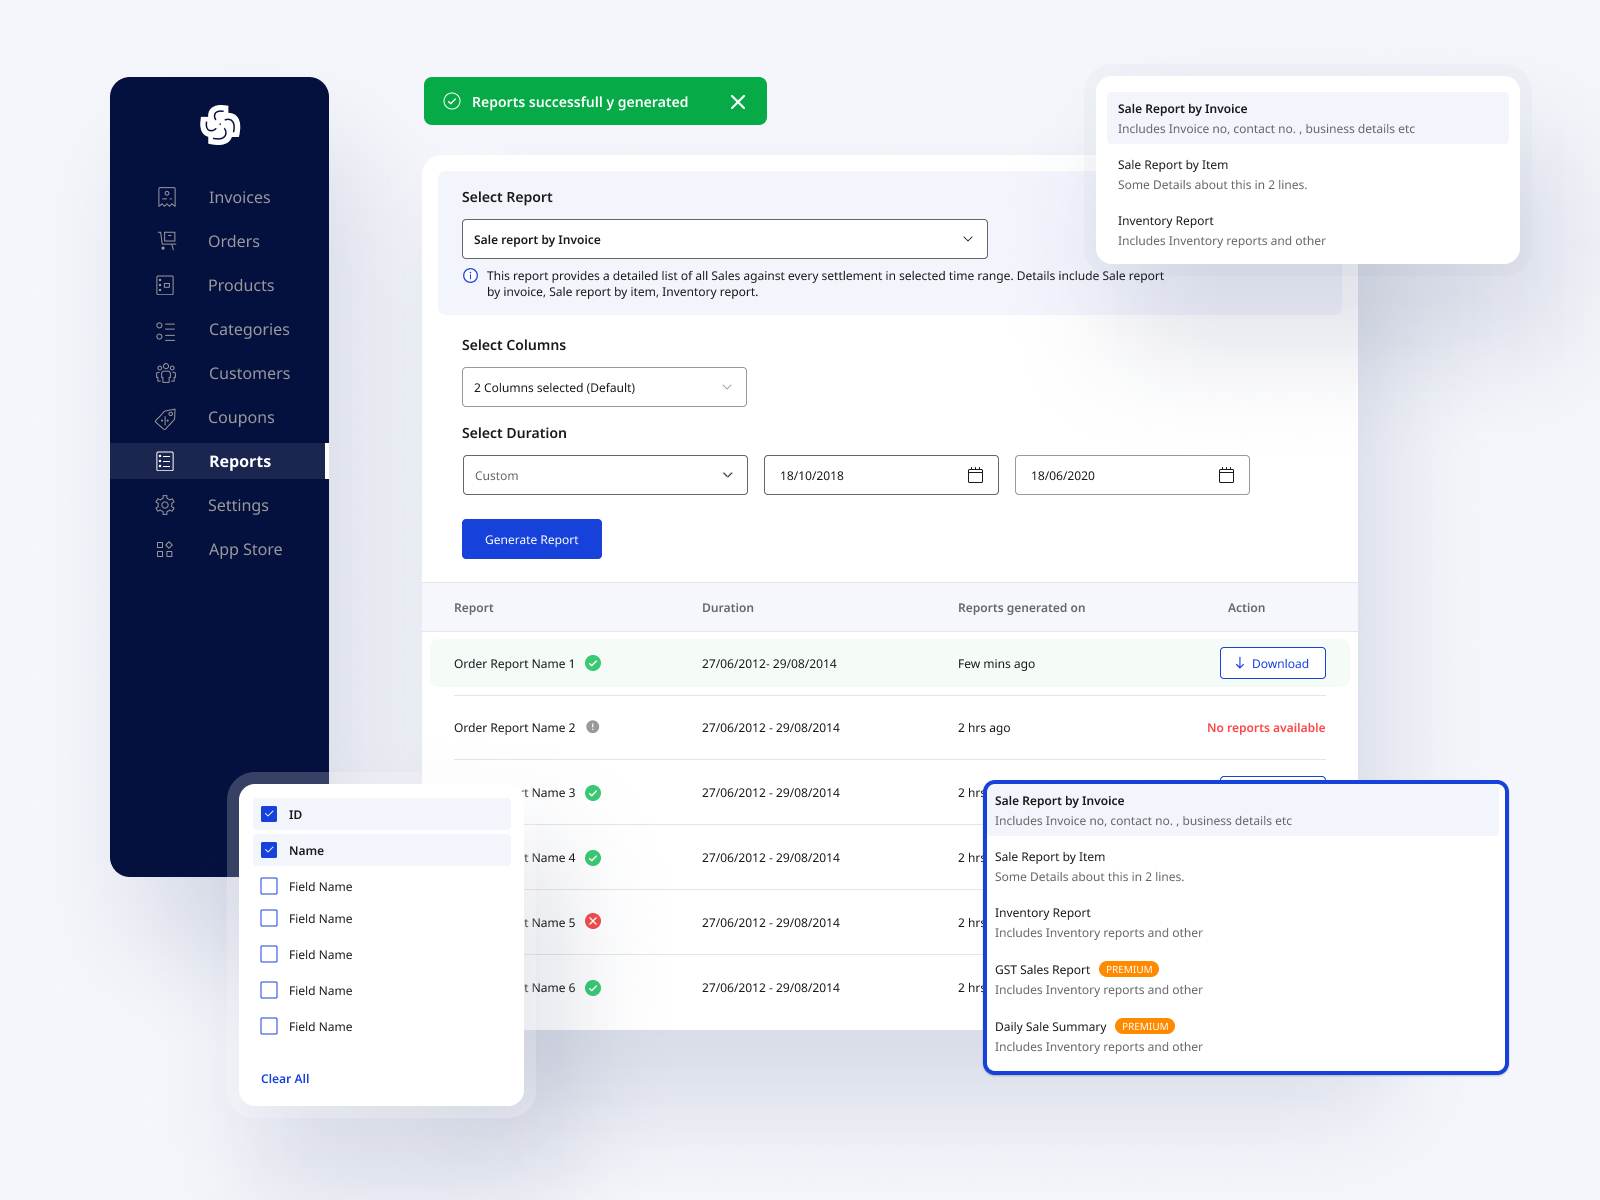 Invoices
Orders
Products
Categories
Customers
Coupons
Reports
Settings
App Store
Reports successfull y generated
Sale Report by Invoice
Includes Invoice no, contact no. , business details etc
Sale Report by Item
Some Details about this in 2 lines.
Inventory Report
Includes Inventory reports and other
Select Report
Sale report by Invoice
This report provides a detailed list of all Sales against every settlement in selected time range. Details include Sale report
by invoice, Sale report by item, Inventory report.
Select Columns
2 Columns selected (Default)
Select Duration
Custom 18/10/2018 18/06/2020
Generate Report
Report Duration Reports generated on Action
Order Report Name 1 27/06/2012- 29/08/2014 Few mins ago Download
Order Report Name 2 27/06/2012 - 29/08/2014 2 hrs ago No reports available
t Name 3 27/06/2012 - 29/08/2014 2 hrs
t Name 4 27/06/2012 - 29/08/2014 2 hrs
t Name 5 27/06/2012 - 29/08/2014 2 hrs
t Name 6 27/06/2012 - 29/08/2014 2 hrs
ID
Name
Field Name
Field Name
Field Name
Field Name
Field Name
Clear All
Sale Report by Invoice
Includes Invoice no, contact no. , business details etc
Sale Report by Item
Some Details about this in 2 lines.
Inventory Report
Includes Inventory reports and other
GST Sales Report PREMIUM
Includes Inventory reports and other
Daily Sale Summary PREMIUM
Includes Inventory reports and other